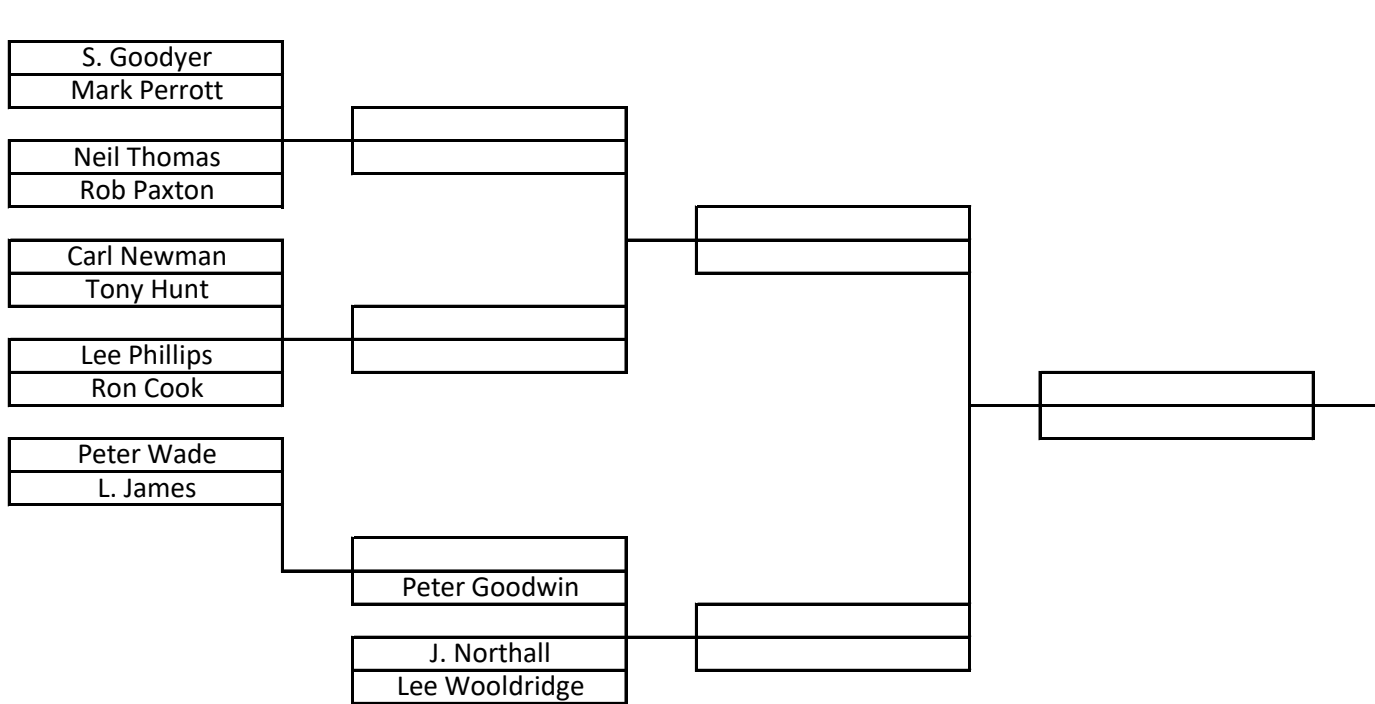 S. Goodyer
Mark Perrott
Neil Thomas
Rob Paxton
Carl Newman
Tony Hunt
Lee Phillips
Ron Cook
Peter Wade
L. James
Peter Goodwin
J. Northall
Lee Wooldridge